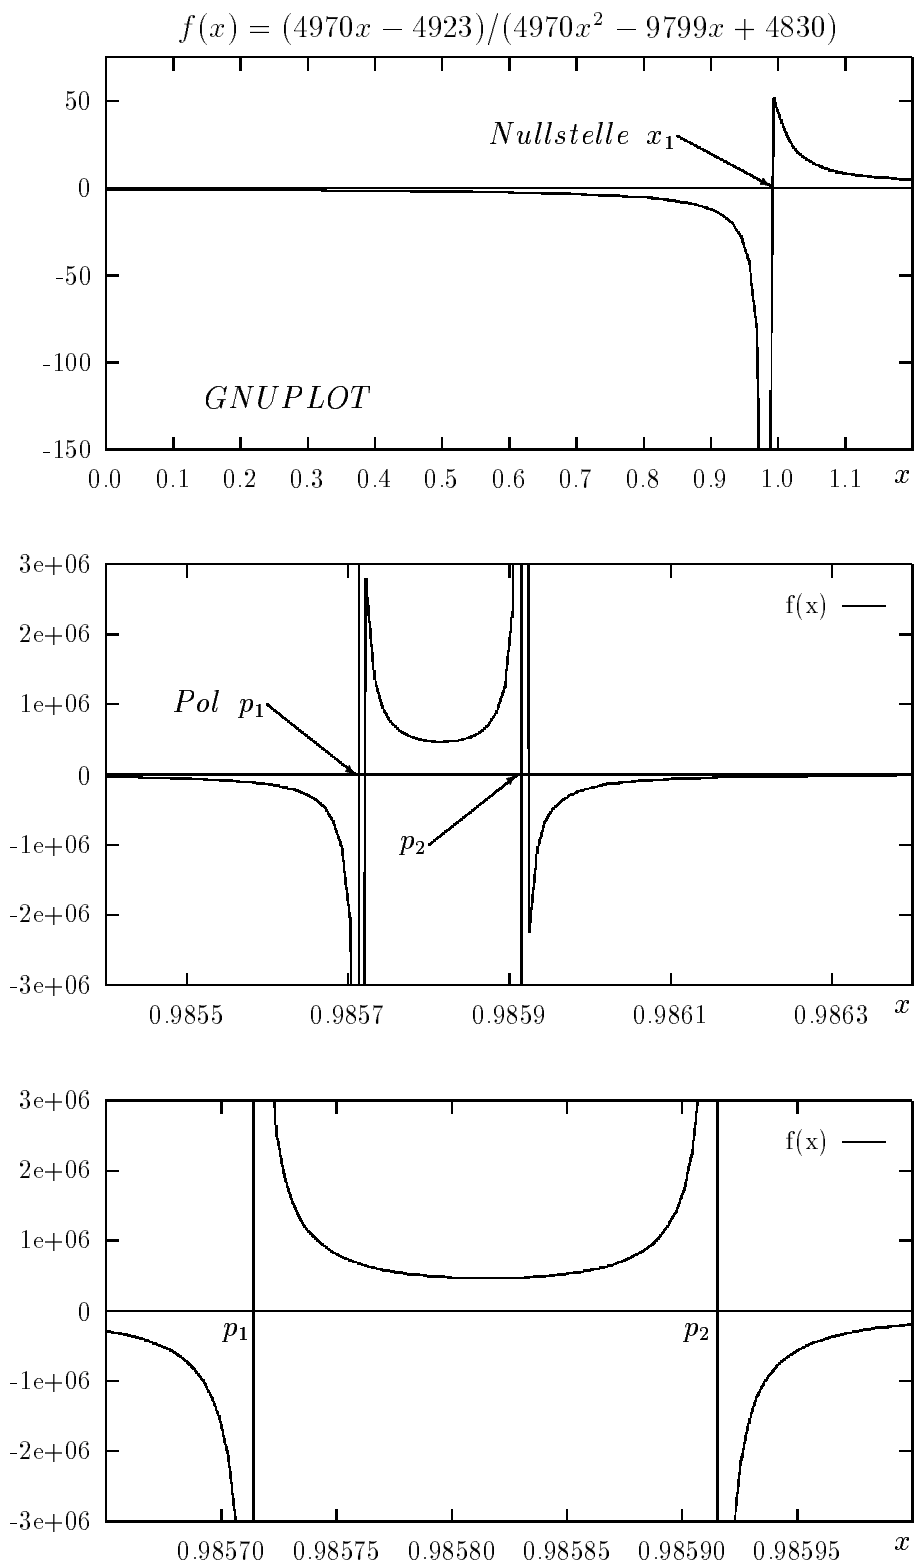 f(x) = (4970x − 4923)/(4970x² − 9799x + 4830)
50
Nullstelle x₁
0
-50
-100
GNUPLOT
-150
0.0 0.1 0.2 0.3 0.4 0.5 0.6 0.7 0.8 0.9 1.0 1.1 x
3e+06
f(x)
2e+06
1e+06
Pol p₁
0
-1e+06
p₂
-2e+06
-3e+06
0.9855 0.9857 0.9859 0.9861 0.9863 x
3e+06
f(x)
2e+06
1e+06
0
p₁ p₂
-1e+06
-2e+06
-3e+06
0.98570 0.98575 0.98580 0.98585 0.98590 0.98595 x